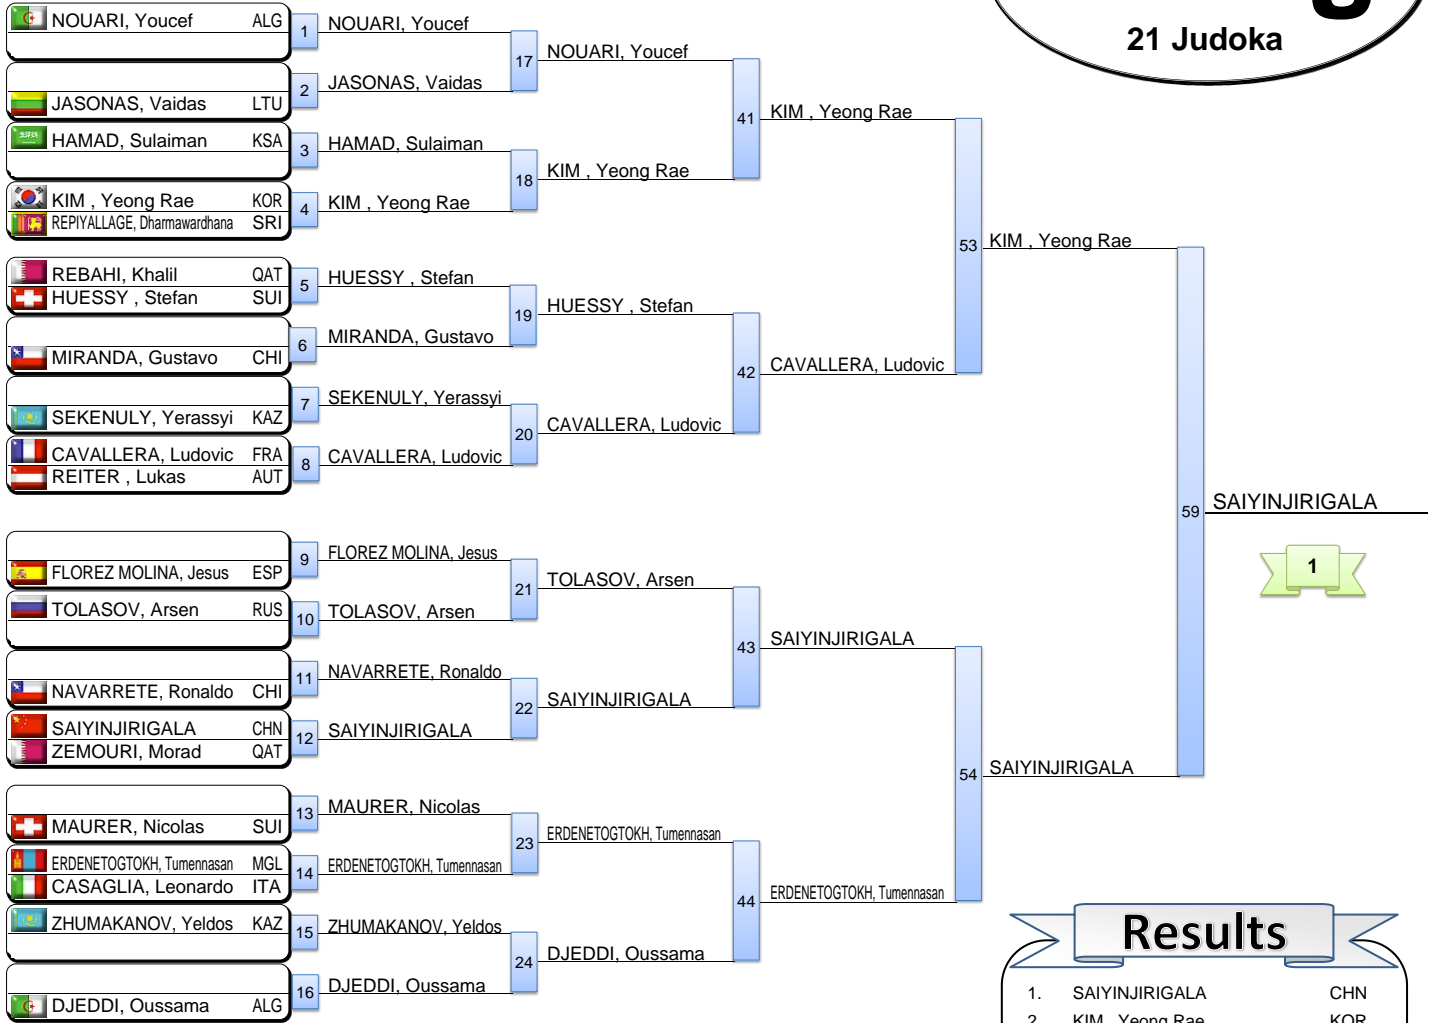 21 Judoka
NOUARI, Youcef ALG
JASONAS, Vaidas LTU
HAMAD, Sulaiman KSA
KIM , Yeong Rae KOR
REPIYALLAGE, Dharmawardhana SRI
REBAHI, Khalil QAT
HUESSY , Stefan SUI
MIRANDA, Gustavo CHI
SEKENULY, Yerassyi KAZ
CAVALLERA, Ludovic FRA
REITER , Lukas AUT
FLOREZ MOLINA, Jesus ESP
TOLASOV, Arsen RUS
NAVARRETE, Ronaldo CHI
SAIYINJIRIGALA CHN
ZEMOURI, Morad QAT
MAURER, Nicolas SUI
ERDENETOGTOKH, Tumennasan MGL
CASAGLIA, Leonardo ITA
ZHUMAKANOV, Yeldos KAZ
DJEDDI, Oussama ALG
1 NOUARI, Youcef
2 JASONAS, Vaidas
3 HAMAD, Sulaiman
4 KIM , Yeong Rae
5 HUESSY , Stefan
6 MIRANDA, Gustavo
7 SEKENULY, Yerassyi
8 CAVALLERA, Ludovic
9 FLOREZ MOLINA, Jesus
10 TOLASOV, Arsen
11 NAVARRETE, Ronaldo
12 SAIYINJIRIGALA
13 MAURER, Nicolas
14 ERDENETOGTOKH, Tumennasan
15 ZHUMAKANOV, Yeldos
16 DJEDDI, Oussama
17 NOUARI, Youcef
18 KIM , Yeong Rae
19 HUESSY , Stefan
20 CAVALLERA, Ludovic
21 TOLASOV, Arsen
22 SAIYINJIRIGALA
23 ERDENETOGTOKH, Tumennasan
24 DJEDDI, Oussama
41 KIM , Yeong Rae
42 CAVALLERA, Ludovic
43 SAIYINJIRIGALA
44 ERDENETOGTOKH, Tumennasan
53 KIM , Yeong Rae
54 SAIYINJIRIGALA
59 SAIYINJIRIGALA
1
Results
1. SAIYINJIRIGALA CHN
2. KIM , Yeong Rae KOR